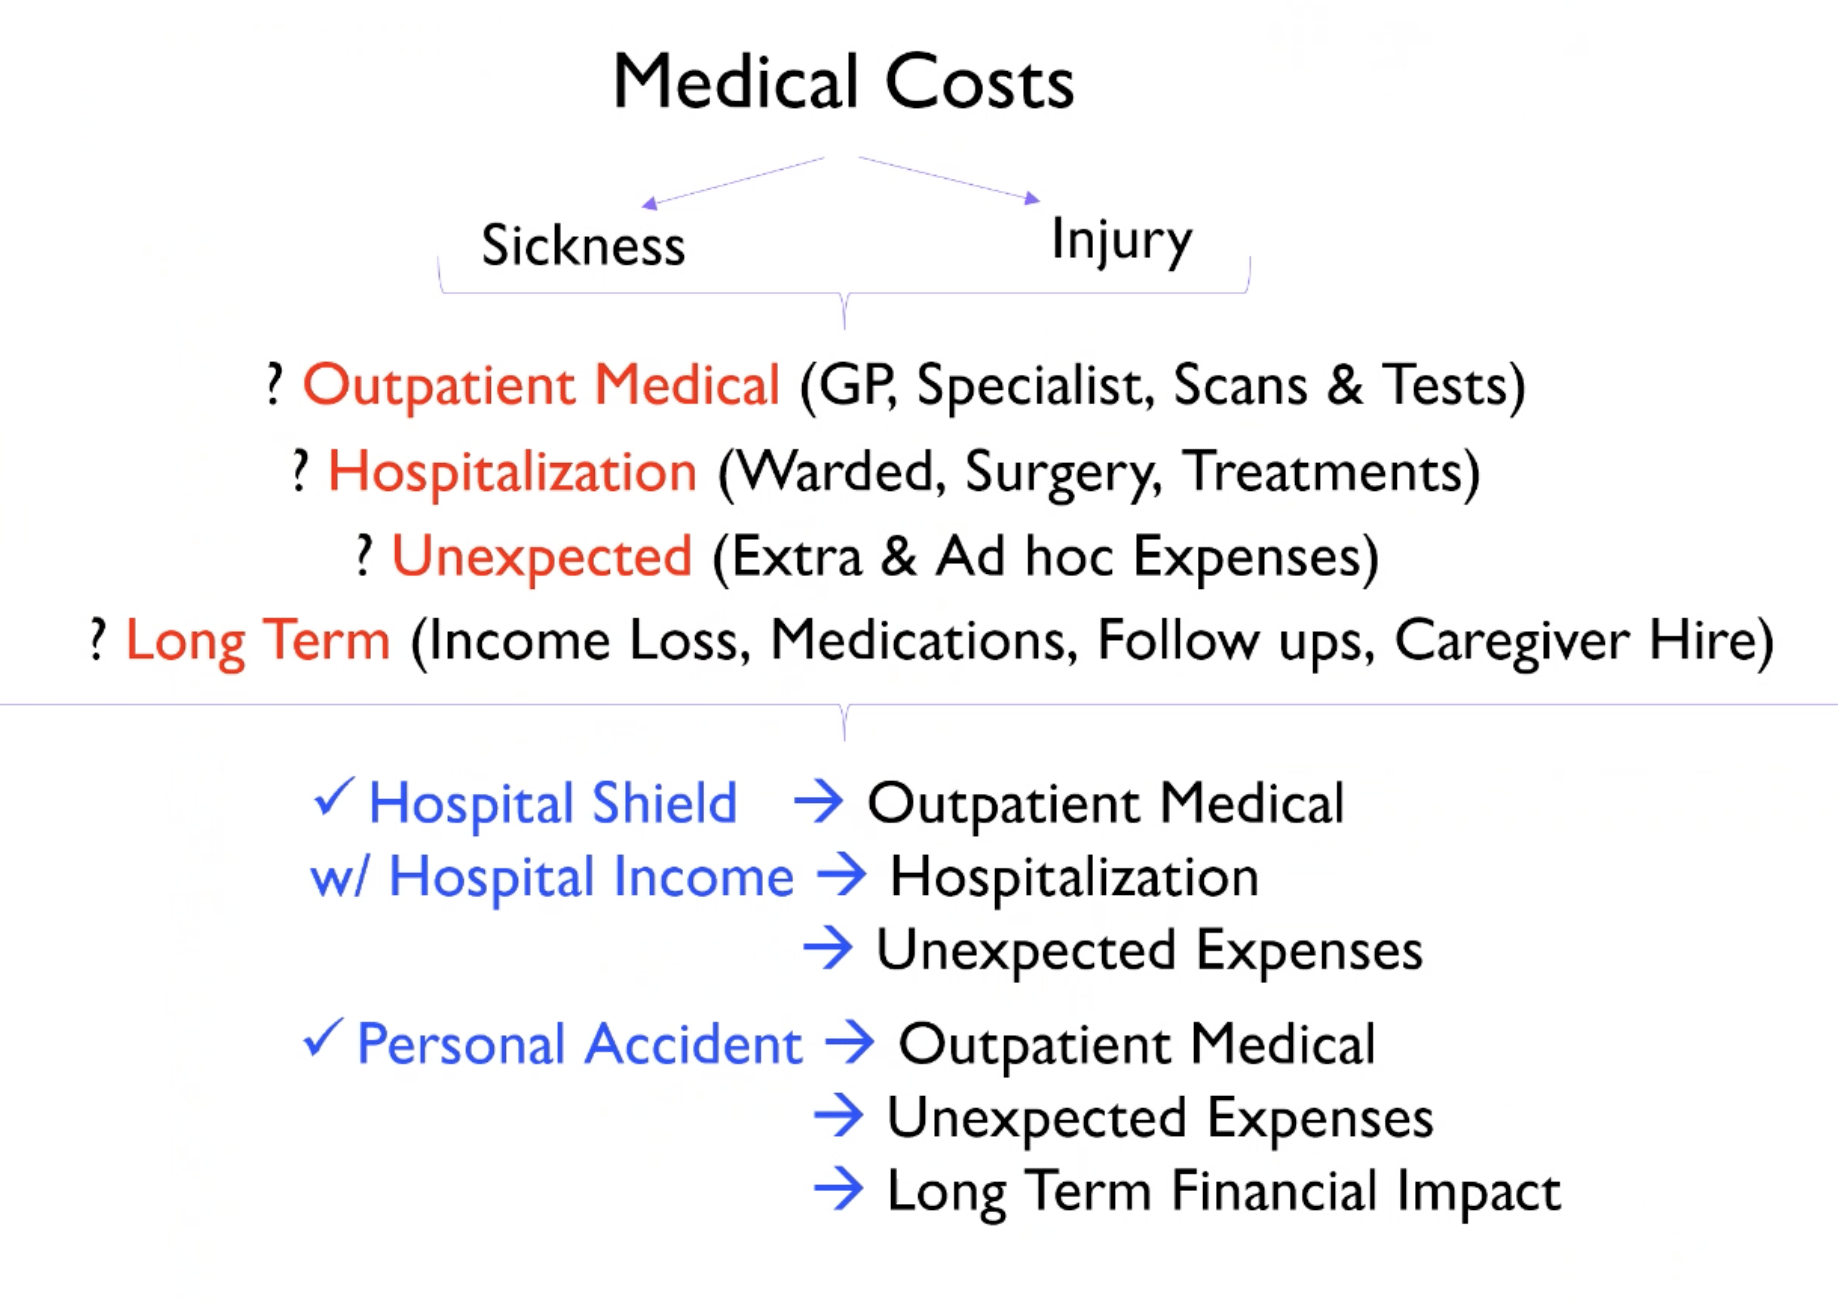 Medical Costs
Sickness Injury
? Outpatient Medical (GP, Specialist, Scans & Tests)
? Hospitalization (Warded, Surgery, Treatments)
? Unexpected (Extra & Ad hoc Expenses)
? Long Term (Income Loss, Medications, Follow ups, Caregiver Hire)
✓ Hospital Shield → Outpatient Medical
w/ Hospital Income → Hospitalization
→ Unexpected Expenses
✓ Personal Accident → Outpatient Medical
→ Unexpected Expenses
→ Long Term Financial Impact